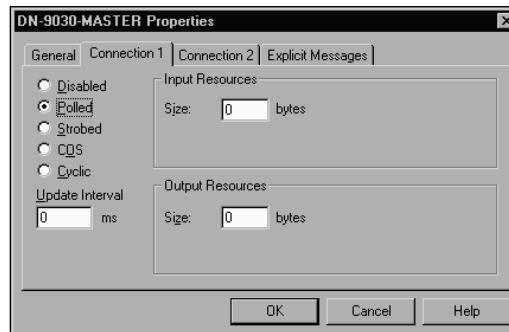 DN-9030-MASTER Properties
General Connection 1 Connection 2 Explicit Messages
Disabled
Polled
Strobed
COS
Cyclic
Update Interval
0 ms
Input Resources
Size: 0 bytes
Output Resources
Size: 0 bytes
OK Cancel Help